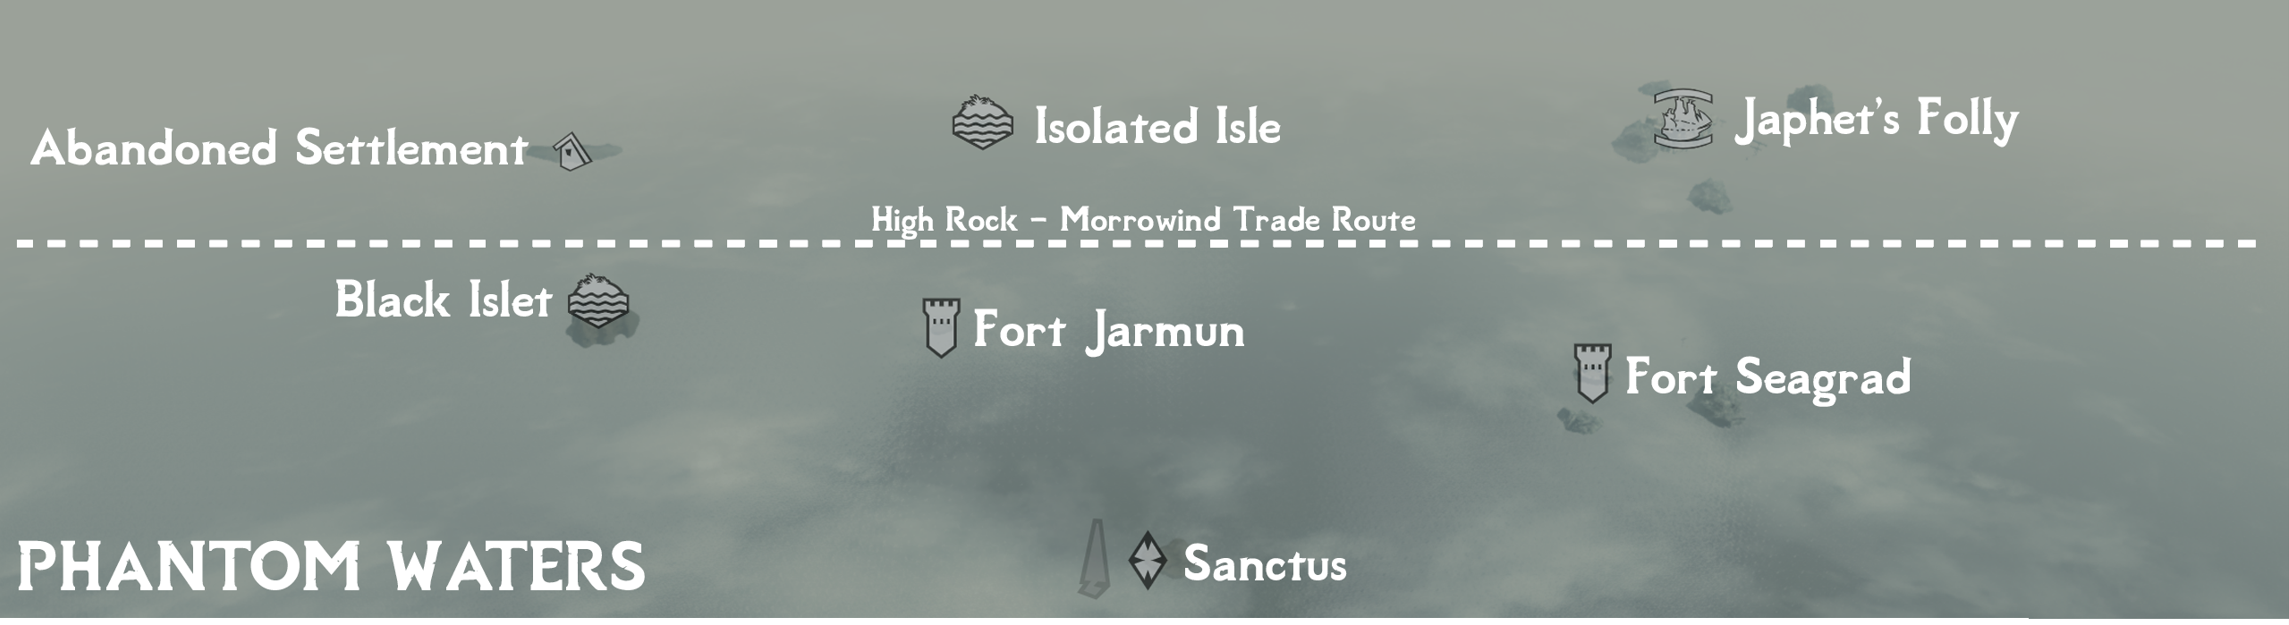 Abandoned Settlement
Isolated Isle
Japhet's Folly
High Rock - Morrowind Trade Route
Black Islet
Fort Jarmun
Fort Seagrad
PHANTOM WATERS
Sanctus